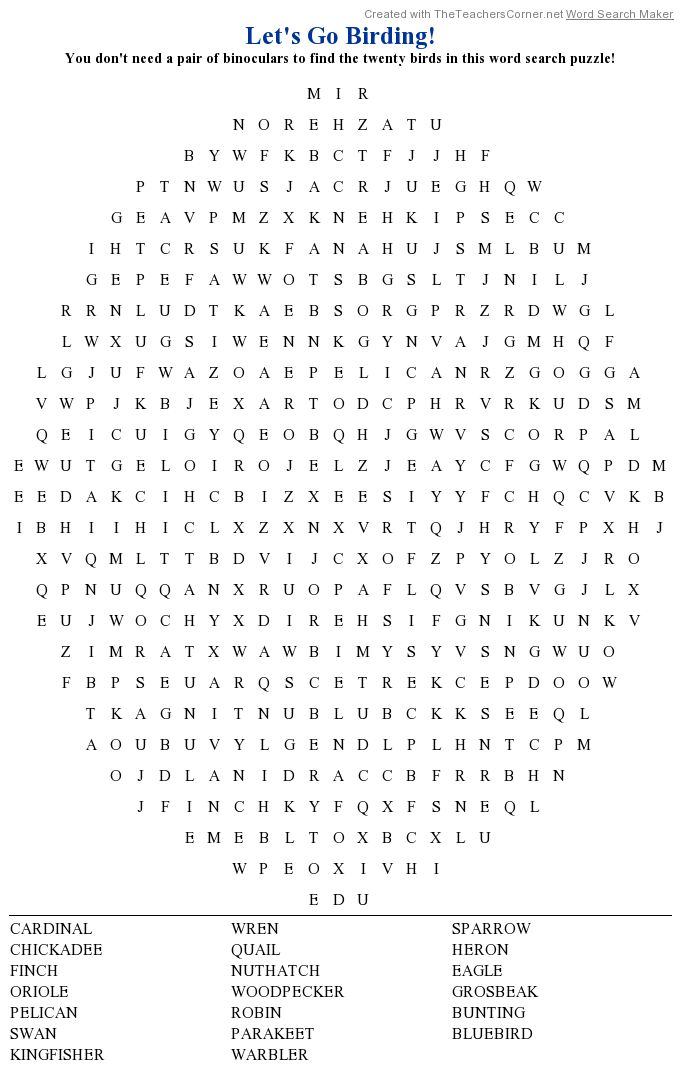 Created with TheTeachersCorner.net Word Search Maker
Let's Go Birding!
You don't need a pair of binoculars to find the twenty birds in this word search puzzle!
M I R
N O R E H Z A T U
B Y W F K B C T F J J H F
P T N W U S J A C R J U E G H Q W
G E A V P M Z X K N E H K I P S E C C
I H T C R S U K F A N A H U J S M L B U M
G E P E F A W W O T S B G S L T J N I L J
R R N L U D T K A E B S O R G P R Z R D W G L
L W X U G S I W E N N K G Y N V A J G M H Q F
L G J U F W A Z O A E P E L I C A N R Z G O G G A
V W P J K B J E X A R T O D C P H R V R K U D S M
Q E I C U I G Y Q E O B Q H J G W V S C O R P A L
E W U T G E L O I R O J E L Z J E A Y C F G W Q P D M
E E D A K C I H C B I Z X E E S I Y Y F C H Q C V K B
I B H I I H I C L X Z X N X V R T Q J H R Y F P X H J
X V Q M L T T B D V I J C X O F Z P Y O L Z J R O
Q P N U Q Q A N X R U O P A F L Q V S B V G J L X
E U J W O C H Y X D I R E H S I F G N I K U N K V
Z I M R A T X W A W B I M Y S Y V S N G W U O
F B P S E U A R Q S C E T R E K C E P D O O W
T K A G N I T N U B L U B C K K S E E Q L
A O U B U V Y L G E N D L P L H N T C P M
O J D L A N I D R A C C B F R R B H N
J F I N C H K Y F Q X F S N E Q L
E M E B L T O X B C X L U
W P E O X I V H I
E D U
CARDINAL WREN SPARROW
CHICKADEE QUAIL HERON
FINCH NUTHATCH EAGLE
ORIOLE WOODPECKER GROSBEAK
PELICAN ROBIN BUNTING
SWAN PARAKEET BLUEBIRD
KINGFISHER WARBLER